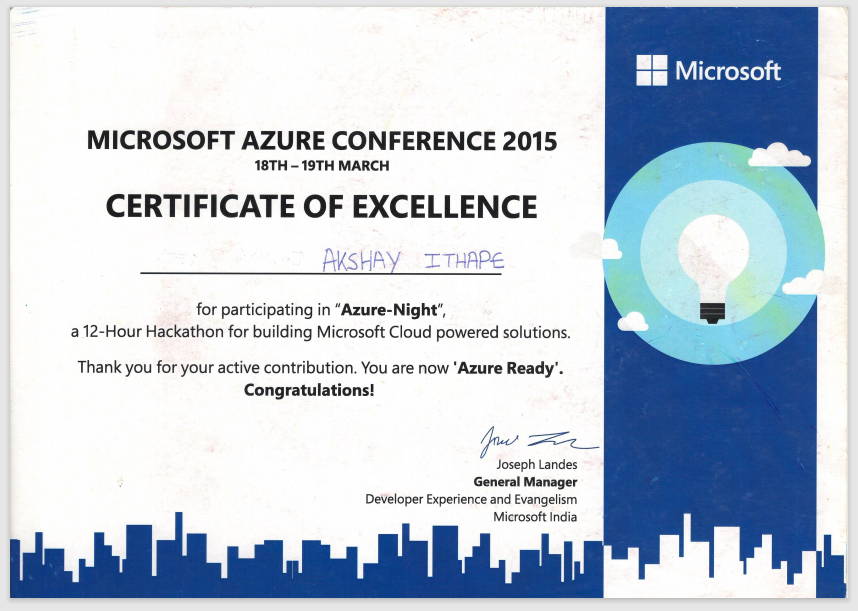 Microsoft
MICROSOFT AZURE CONFERENCE 2015
18TH – 19TH MARCH
CERTIFICATE OF EXCELLENCE
AKSHAY ITHAPE
for participating in “Azure-Night”,
a 12-Hour Hackathon for building Microsoft Cloud powered solutions.
Thank you for your active contribution. You are now 'Azure Ready'.
Congratulations!
Joseph Landes
General Manager
Developer Experience and Evangelism
Microsoft India